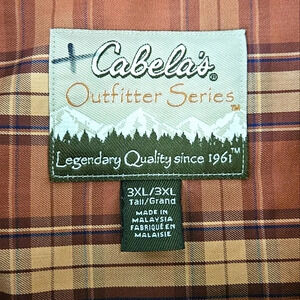 Cabela's®
Outfitter Series™
Legendary Quality since 1961™
3XL/3XL
Tall/Grand
MADE IN
MALAYSIA
FABRIQUÉ EN
MALAISIE